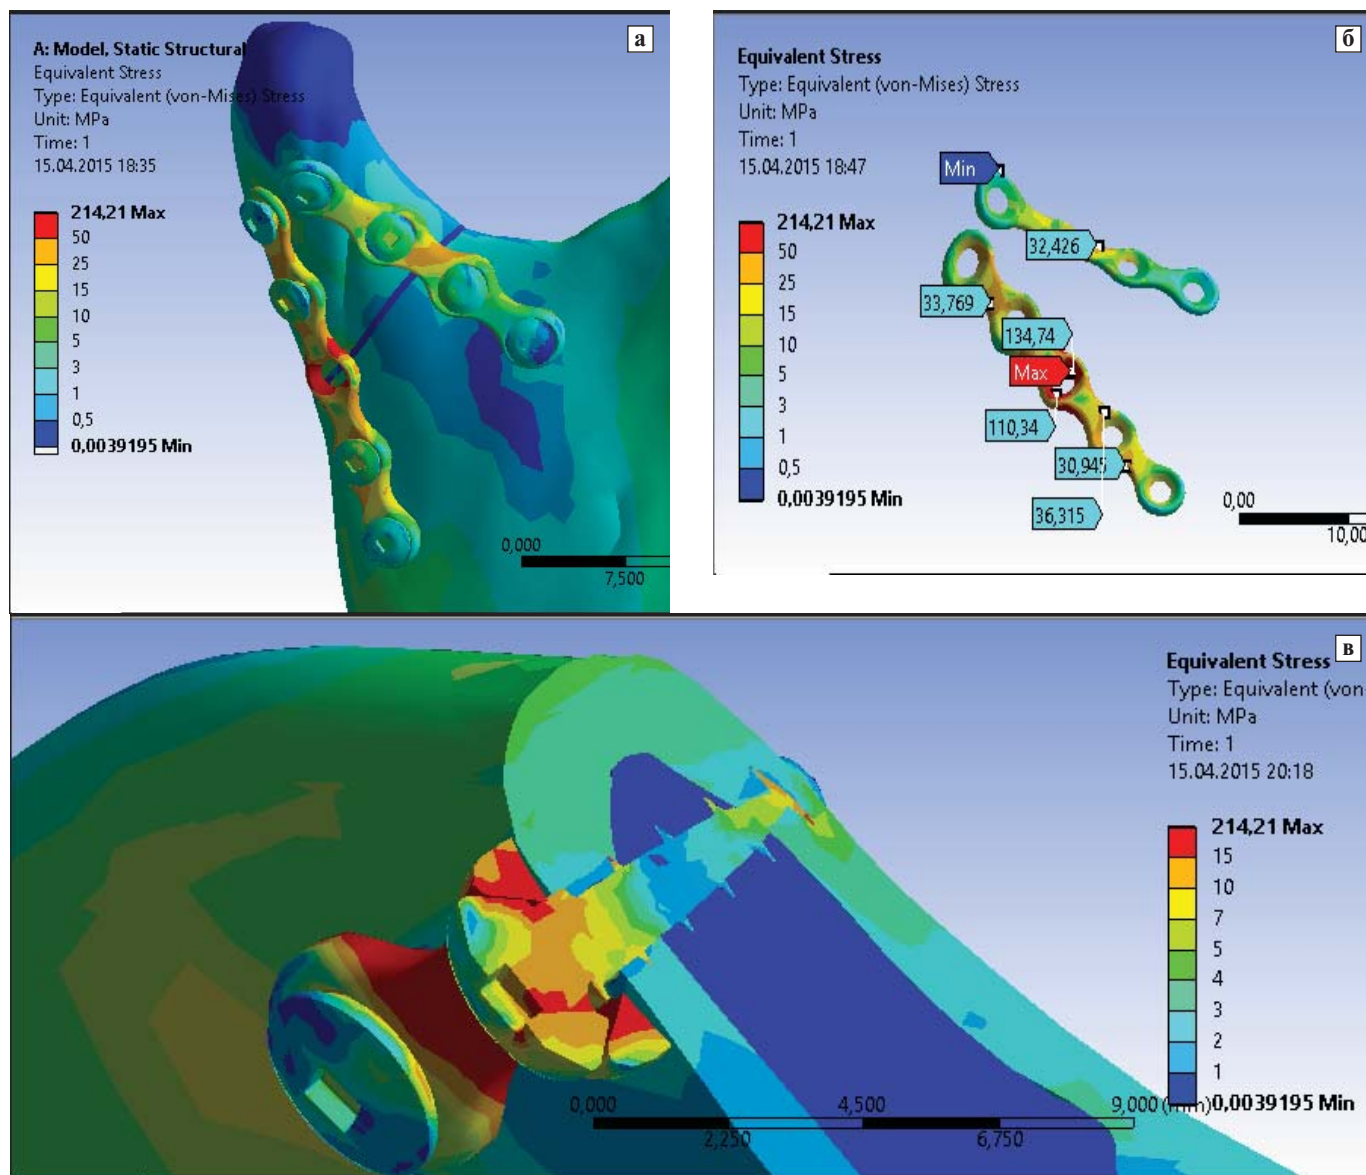 a
A: Model, Static Structural
Equivalent Stress
Type: Equivalent (von-Mises) Stress
Unit: MPa
Time: 1
15.04.2015 18:35
214,21 Max
50
25
15
10
5
3
1
0,5
0,0039195 Min
0,000
7,500
б
Equivalent Stress
Type: Equivalent (von-Mises) Stress
Unit: MPa
Time: 1
15.04.2015 18:47
214,21 Max
50
25
15
10
5
3
1
0,5
0,0039195 Min
Min
32,426
33,769
134,74
Max
110,34
30,945
36,315
0,00
10,00
в
Equivalent Stress
Type: Equivalent (von-
Unit: MPa
Time: 1
15.04.2015 20:18
214,21 Max
15
10
7
5
4
3
2
1
0,0039195 Min
0,000
4,500
9,000 (mm)
2,250
6,750